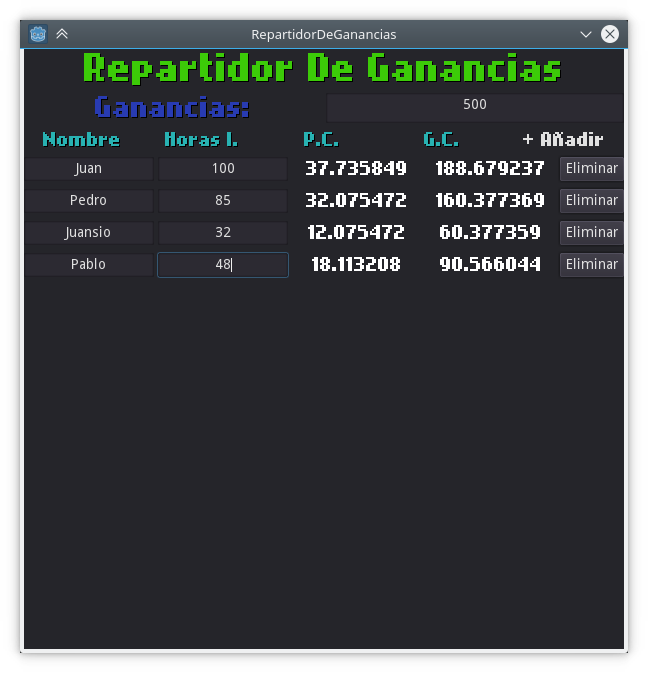 RepartidorDeGanancias
Repartidor De Ganancias
Ganancias: 500
Nombre Horas I. P.C. G.C. + Añadir
Juan 100 37.735849 188.679237 Eliminar
Pedro 85 32.075472 160.377369 Eliminar
Juansio 32 12.075472 60.377359 Eliminar
Pablo 48 18.113208 90.566044 Eliminar